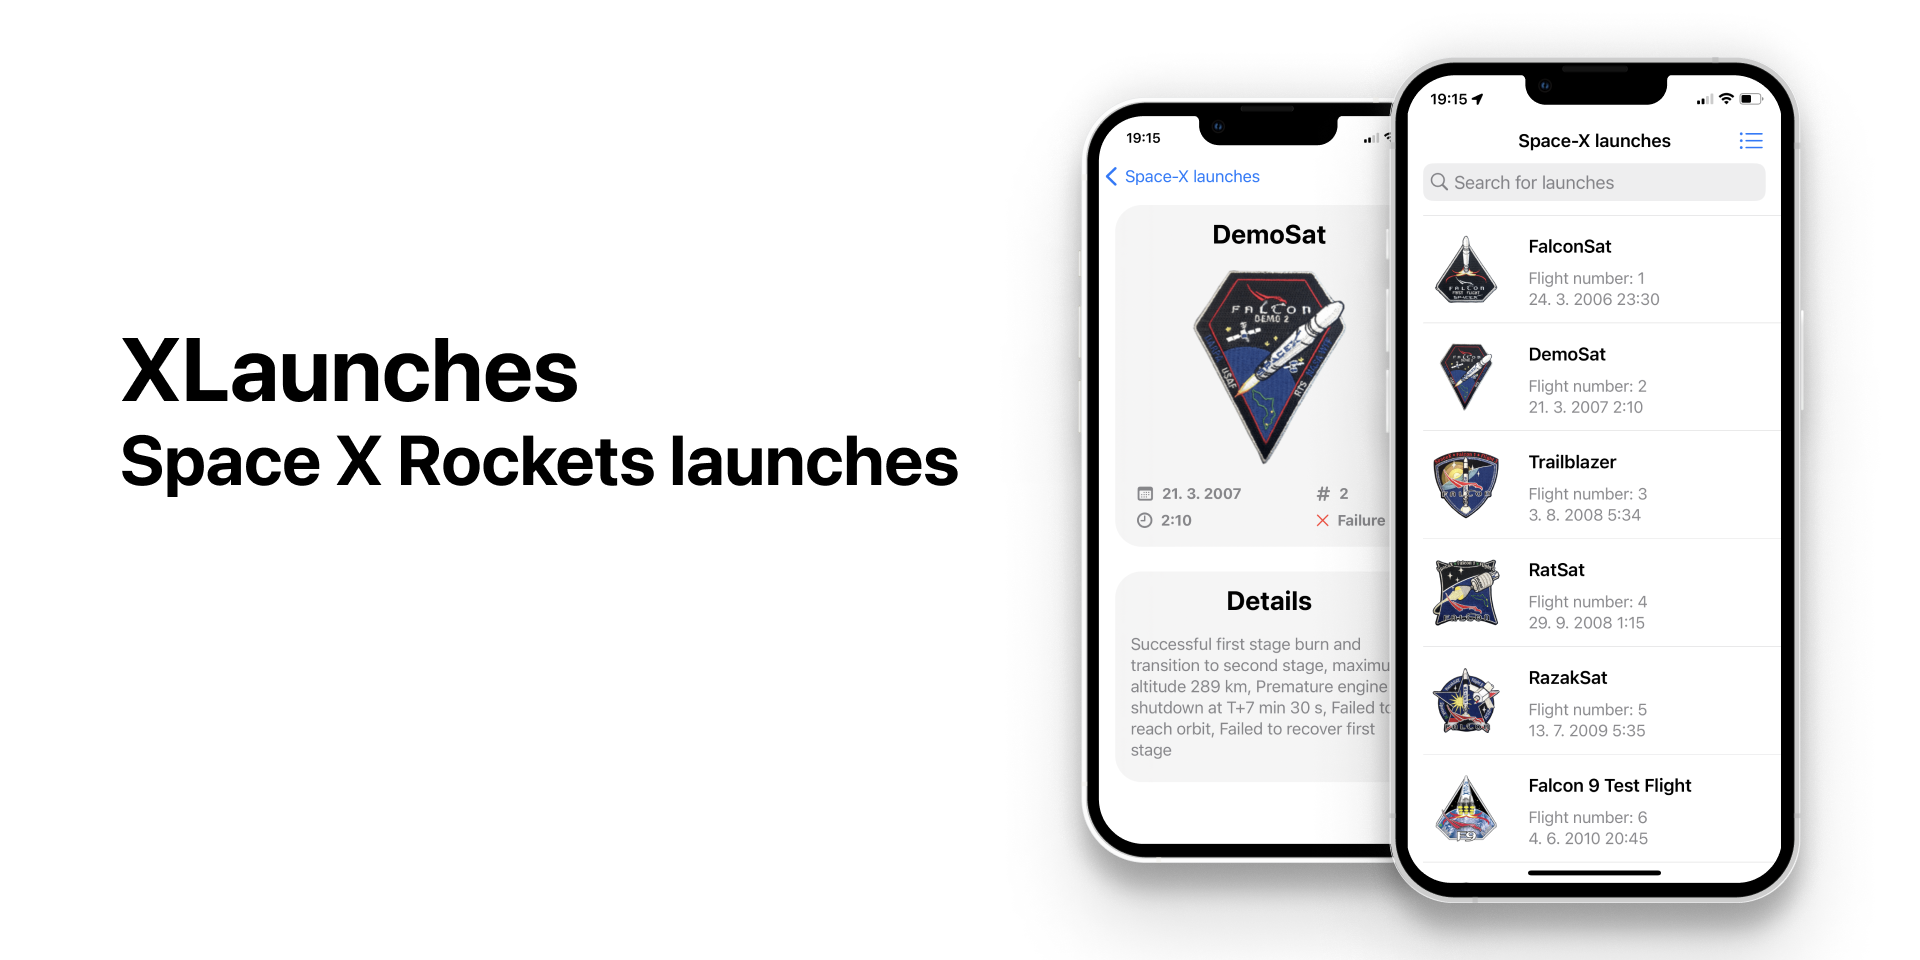 XLaunches
Space X Rockets launches
19:15
Space-X launches
DemoSat
FALCON
DEMO 2
USAF
21. 3. 2007
# 2
2:10
Failure
Details
Successful first stage burn and
transition to second stage, maximu
altitude 289 km, Premature engine
shutdown at T+7 min 30 s, Failed to
reach orbit, Failed to recover first
stage
19:15
Space-X launches
Search for launches
FalconSat
Flight number: 1
24. 3. 2006 23:30
DemoSat
Flight number: 2
21. 3. 2007 2:10
Trailblazer
Flight number: 3
3. 8. 2008 5:34
RatSat
Flight number: 4
29. 9. 2008 1:15
RazakSat
Flight number: 5
13. 7. 2009 5:35
Falcon 9 Test Flight
Flight number: 6
4. 6. 2010 20:45
F9